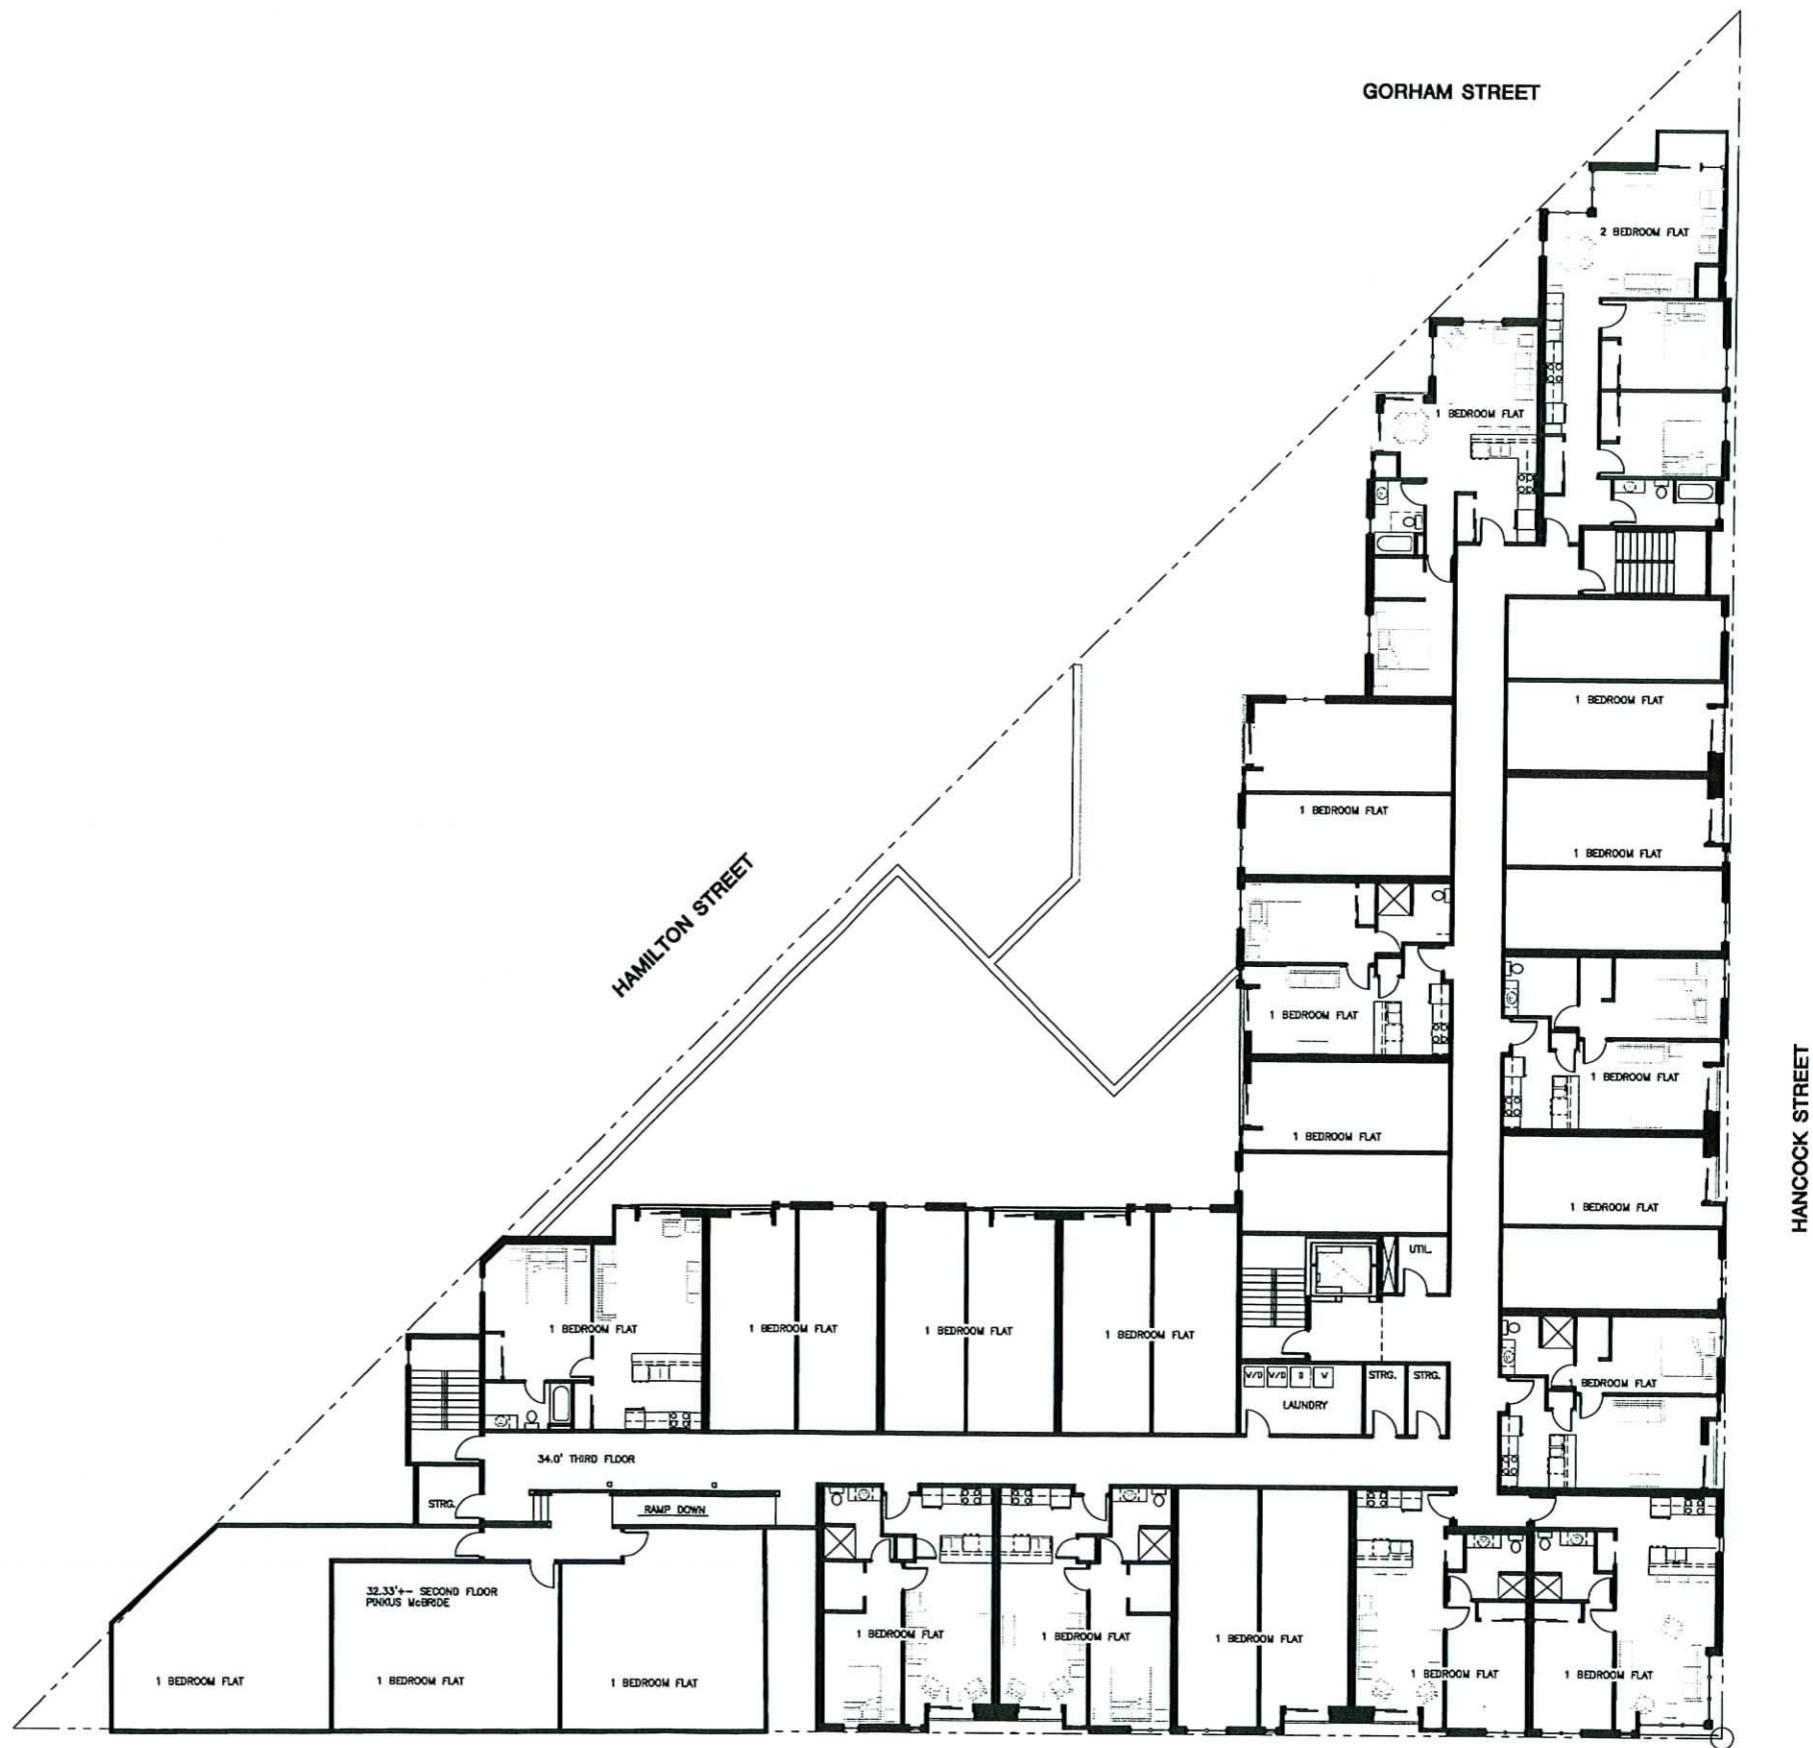 GORHAM STREET
2 BEDROOM FLAT
1 BEDROOM FLAT
1 BEDROOM FLAT
1 BEDROOM FLAT
1 BEDROOM FLAT
HAMILTON STREET
1 BEDROOM FLAT
1 BEDROOM FLAT
HANCOCK STREET
1 BEDROOM FLAT
1 BEDROOM FLAT
UTIL.
1 BEDROOM FLAT
1 BEDROOM FLAT
1 BEDROOM FLAT
1 BEDROOM FLAT
W/D W/D D W
STRG.
STRG.
LAUNDRY
1 BEDROOM FLAT
1 BEDROOM FLAT
34.0' THIRD FLOOR
STRG.
RAMP DOWN
32.33'+- SECOND FLOOR
PINKUS McBRIDE
1 BEDROOM FLAT
1 BEDROOM FLAT
1 BEDROOM FLAT
1 BEDROOM FLAT
1 BEDROOM FLAT
1 BEDROOM FLAT
1 BEDROOM FLAT
1 BEDROOM FLAT